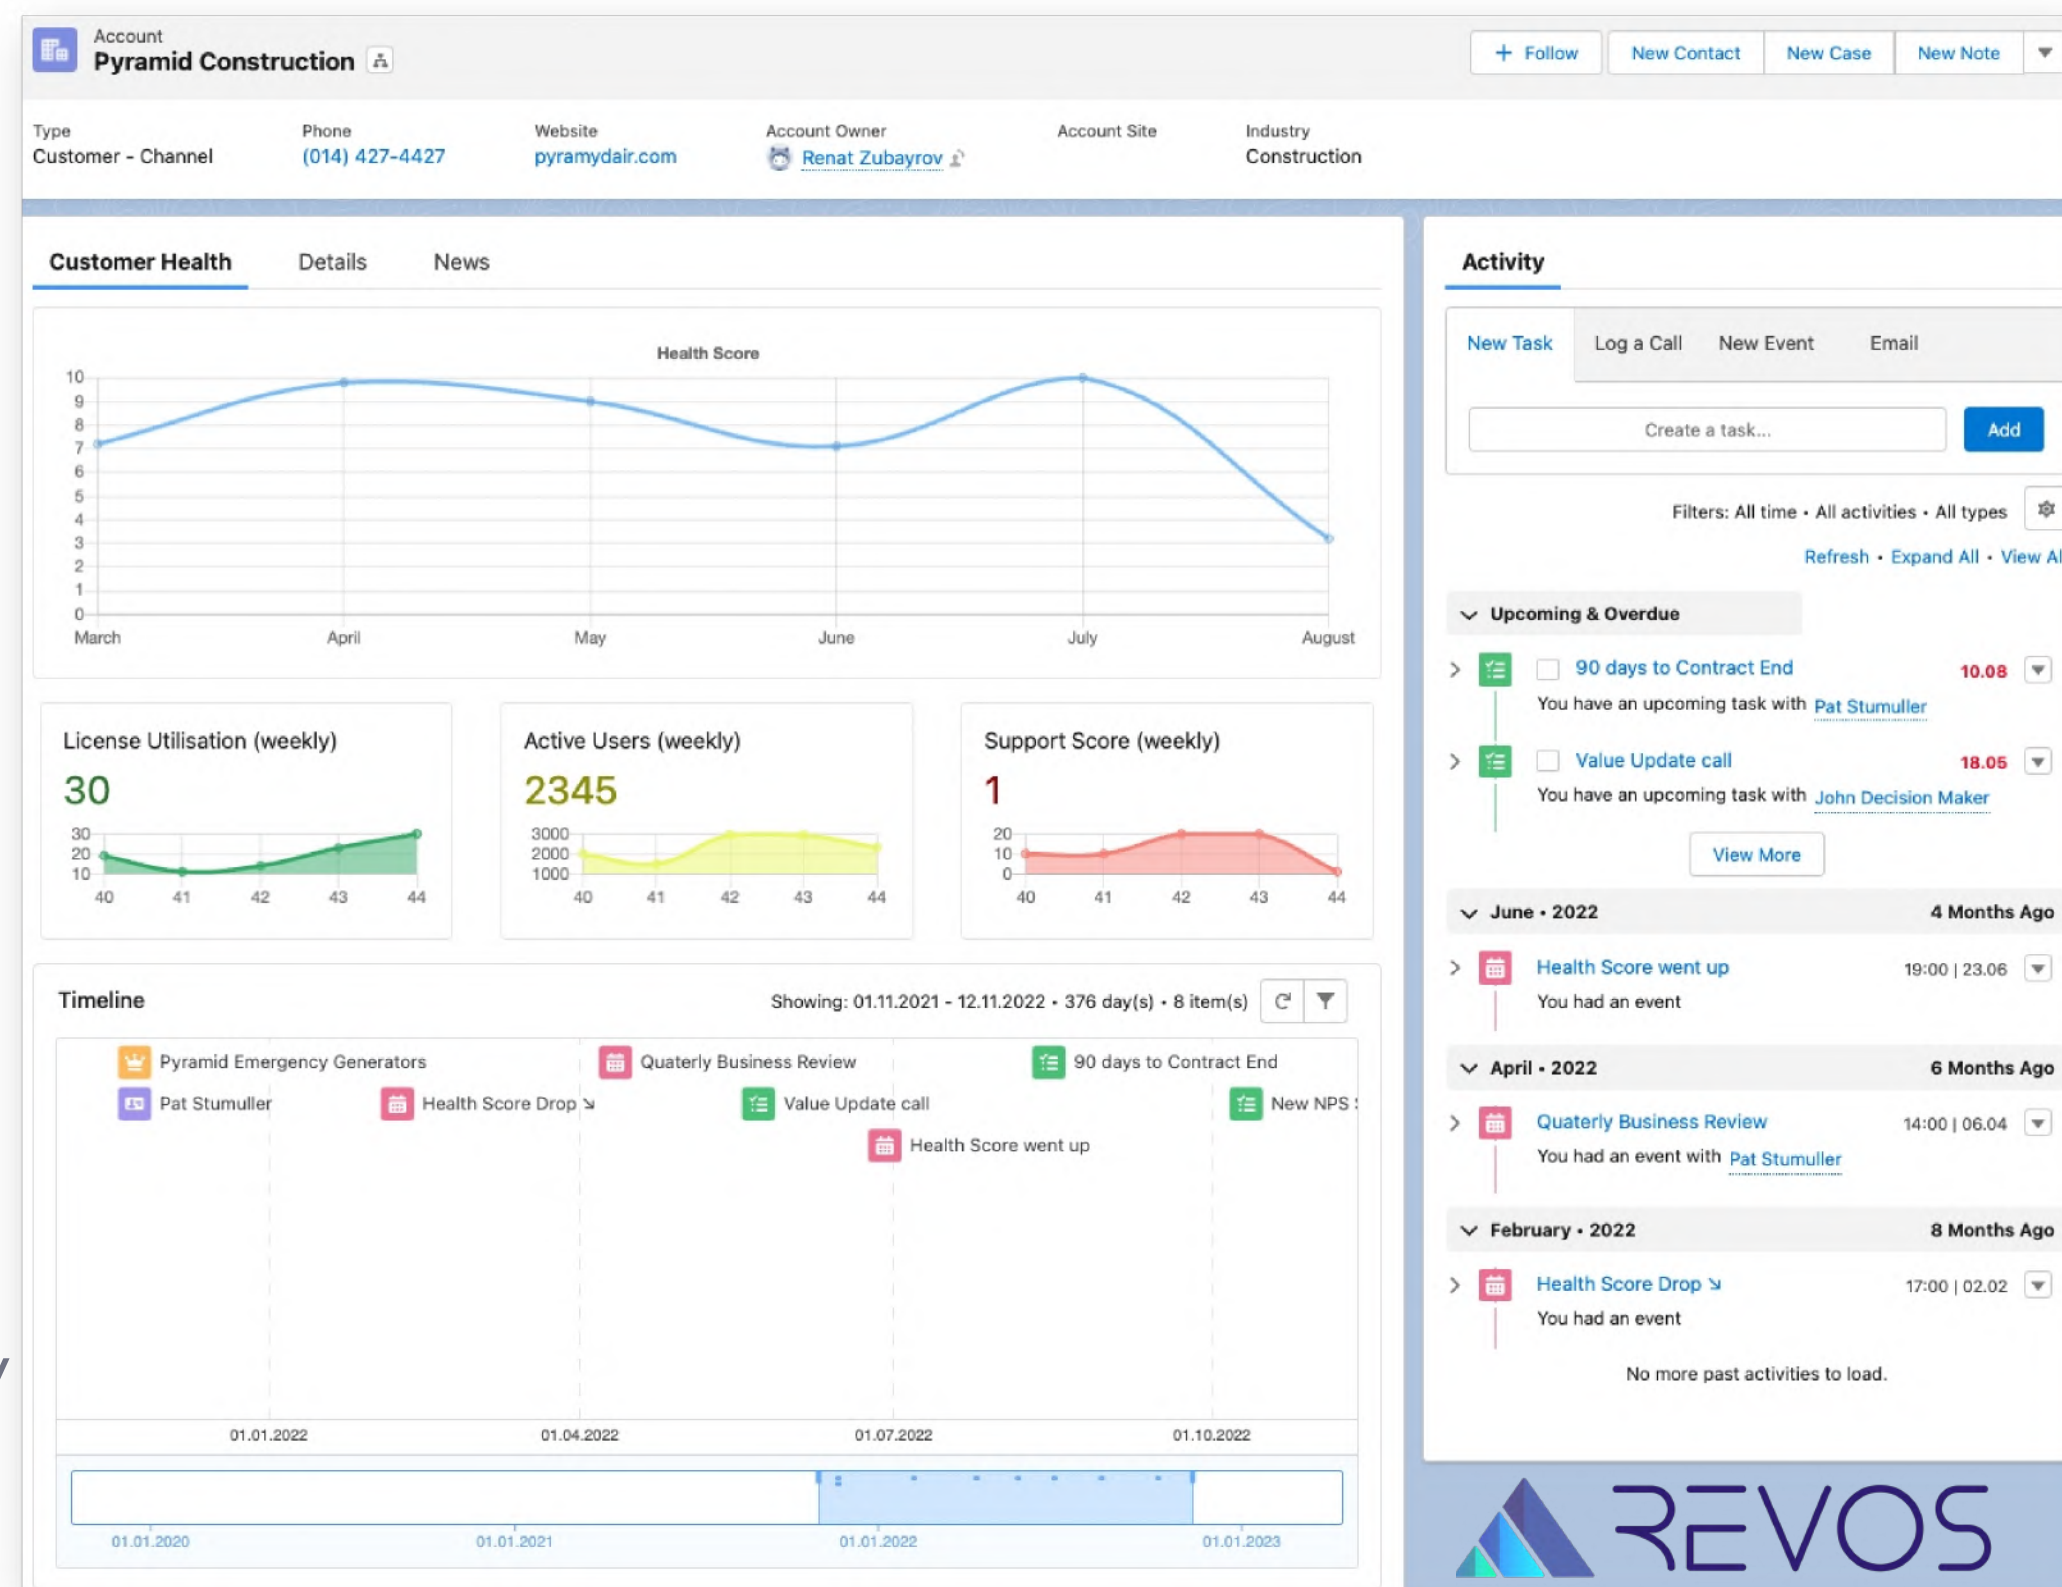 Account
Pyramid Construction
+ Follow
New Contact
New Case
New Note
Type
Customer - Channel
Phone
(014) 427-4427
Website
pyramydair.com
Account Owner
Renat Zubayrov
Account Site
Industry
Construction
Customer Health
Details
News
Health Score
10
9
8
7
6
5
4
3
2
1
0
March April May June July August
License Utilisation (weekly)
30
30
20
10
40 41 42 43 44
Active Users (weekly)
2345
3000
2000
1000
40 41 42 43 44
Support Score (weekly)
1
20
10
0
40 41 42 43 44
Timeline
Showing: 01.11.2021 - 12.11.2022 • 376 day(s) • 8 item(s)
Pyramid Emergency Generators
Quaterly Business Review
90 days to Contract End
Pat Stumuller
Health Score Drop ↘
Value Update call
New NPS
Health Score went up
01.01.2022 01.04.2022 01.07.2022 01.10.2022
01.01.2020 01.01.2021 01.01.2022 01.01.2023
Activity
New Task
Log a Call
New Event
Email
Create a task...
Add
Filters: All time • All activities • All types
Refresh • Expand All • View Al
Upcoming & Overdue
90 days to Contract End 10.08
You have an upcoming task with Pat Stumuller
Value Update call 18.05
You have an upcoming task with John Decision Maker
View More
June • 2022 4 Months Ago
Health Score went up 19:00 | 23.06
You had an event
April • 2022 6 Months Ago
Quaterly Business Review 14:00 | 06.04
You had an event with Pat Stumuller
February • 2022 8 Months Ago
Health Score Drop ↘ 17:00 | 02.02
You had an event
No more past activities to load.
y
REVOS